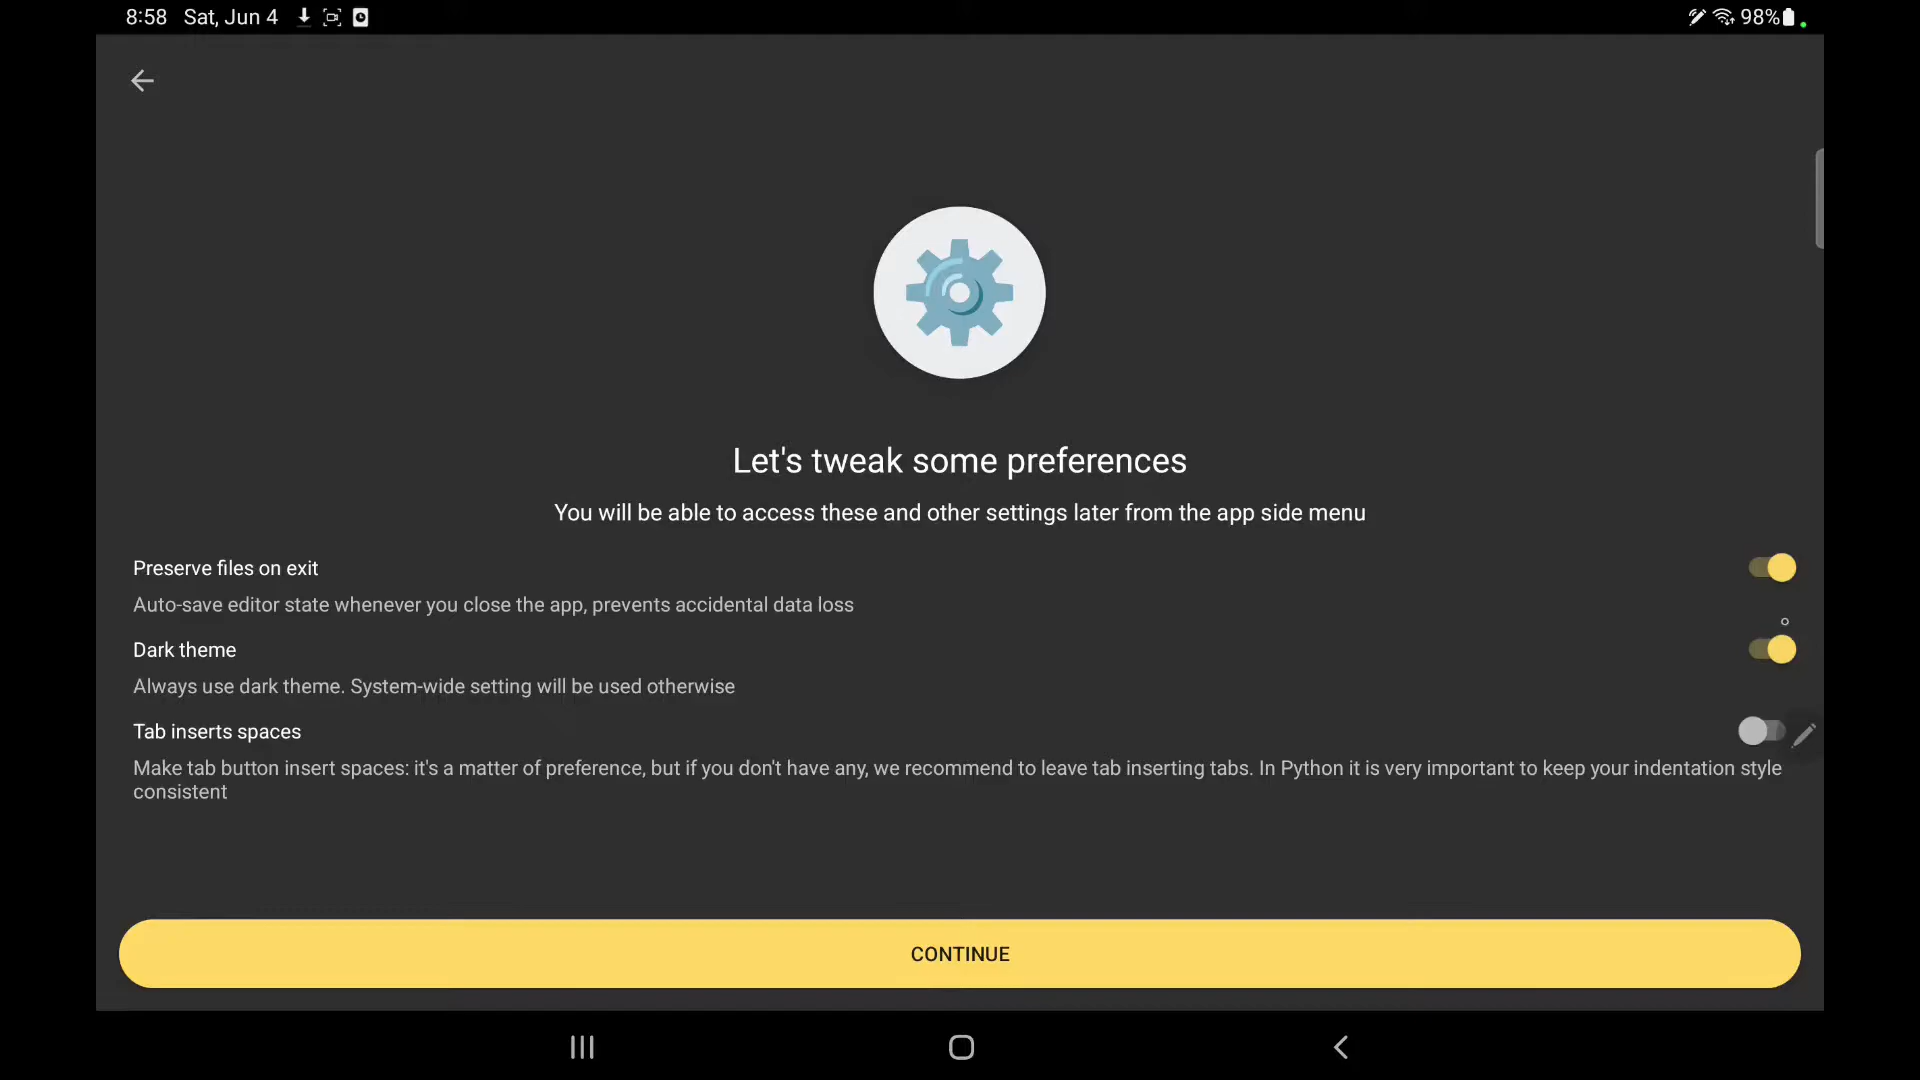 8:58 Sat, Jun 4 98%
Let's tweak some preferences
You will be able to access these and other settings later from the app side menu
Preserve files on exit
Auto-save editor state whenever you close the app, prevents accidental data loss
Dark theme
Always use dark theme. System-wide setting will be used otherwise
Tab inserts spaces
Make tab button insert spaces: it's a matter of preference, but if you don't have any, we recommend to leave tab inserting tabs. In Python it is very important to keep your indentation style
consistent
CONTINUE